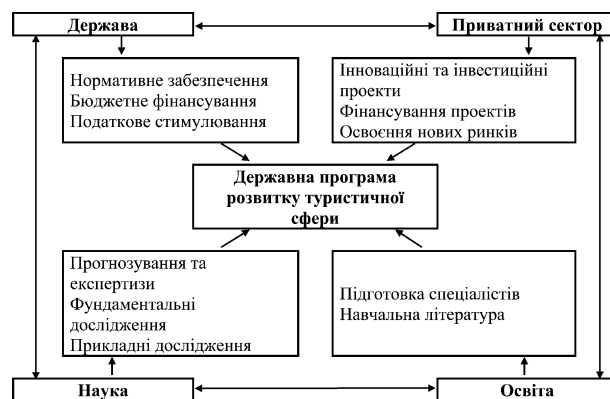 Держава
Приватний сектор
Нормативне забезпечення
Бюджетне фінансування
Податкове стимулювання
Інноваційні та інвестиційні
проекти
Фінансування проектів
Освоєння нових ринків
Державна програма
розвитку туристичної
сфери
Прогнозування та
експертизи
Фундаментальні
дослідження
Прикладні дослідження
Підготовка спеціалістів
Навчальна література
Наука
Освіта